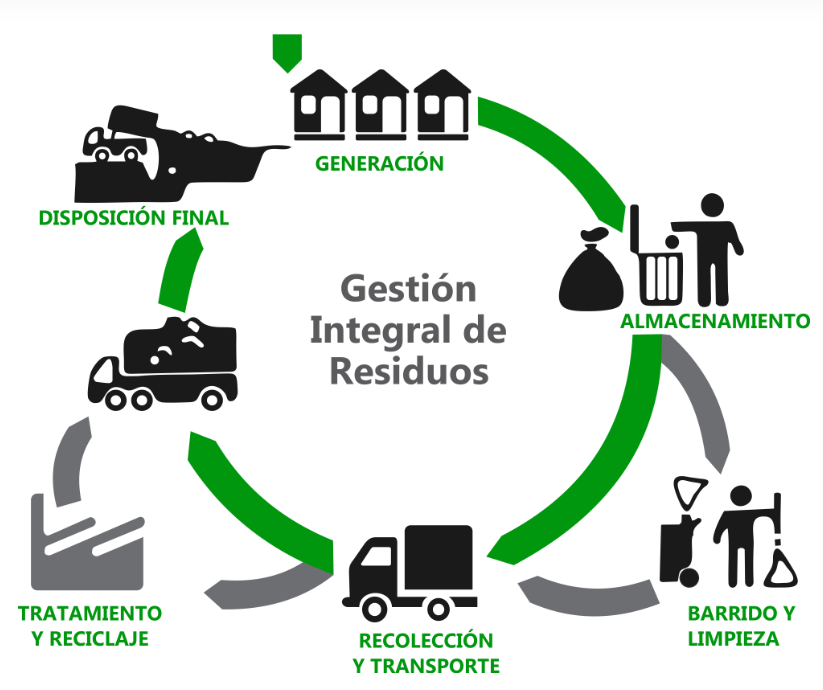 GENERACIÓN
DISPOSICIÓN FINAL
Gestión
Integral de
Residuos
ALMACENAMIENTO
TRATAMIENTO
Y RECICLAJE
RECOLECCIÓN
Y TRANSPORTE
BARRIDO Y
LIMPIEZA